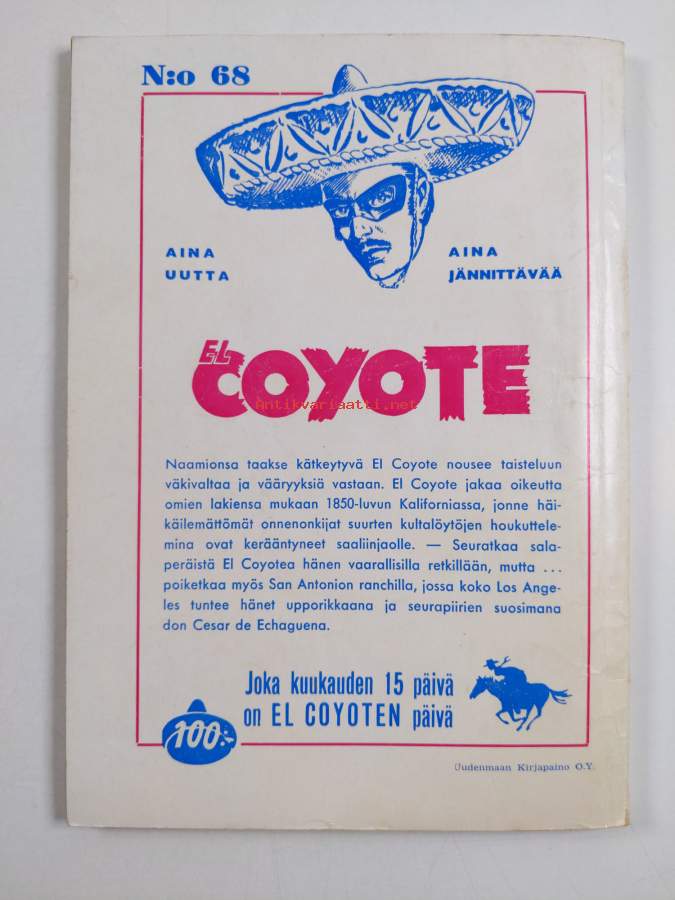 N:o 68
AINA
UUTTA
AINA
JÄNNITTÄVÄÄ
EL
COYOTE
Antikvariaatti.net
Naamionsa taakse kätkeytyvä El Coyote nousee taisteluun
väkivaltaa ja vääryyksiä vastaan. El Coyote jakaa oikeutta
omien lakiensa mukaan 1850-luvun Kaliforniassa, jonne häi-
käilemättömät onnenonkijat suurten kultalöytöjen houkuttele-
mina ovat kerääntyneet saaliinjaolle. — Seuratkaa sala-
peräistä El Coyotea hänen vaarallisilla retkillään, mutta ...
poiketkaa myös San Antonion ranchilla, jossa koko Los Ange-
les tuntee hänet upporikkaana ja seurapiirien suosimana
don Cesar de Echaguena.
Joka kuukauden 15 päivä
on EL COYOTEN päivä
100:-
Uudenmaan Kirjapaino O.Y.